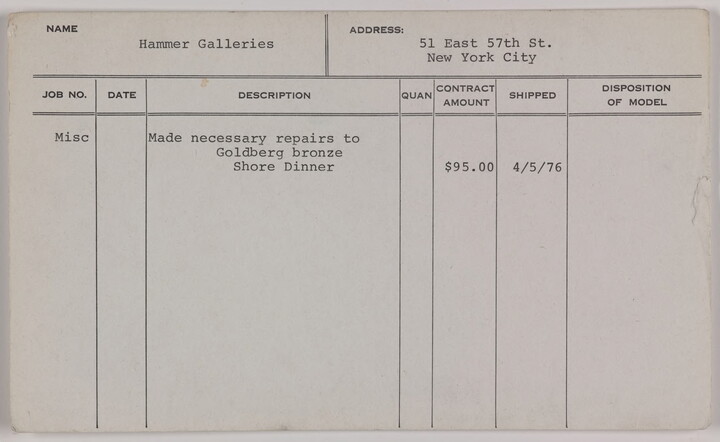 NAME
Hammer Galleries
ADDRESS:
51 East 57th St.
New York City
JOB NO. DATE DESCRIPTION QUAN CONTRACT AMOUNT SHIPPED DISPOSITION OF MODEL
Misc Made necessary repairs to
Goldberg bronze
Shore Dinner $95.00 4/5/76